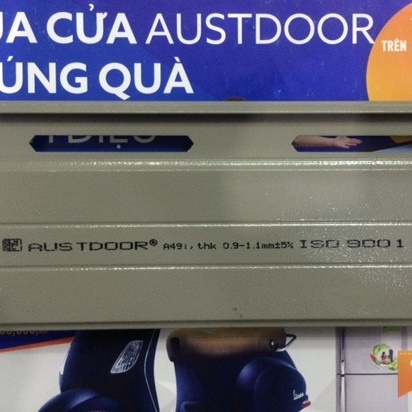 UA CỬA AUSTDOOR
TRÊN
ÚNG QUÀ
AUSTDOOR® A49i, thk 0.9-1.1mm±5% ISO 9001